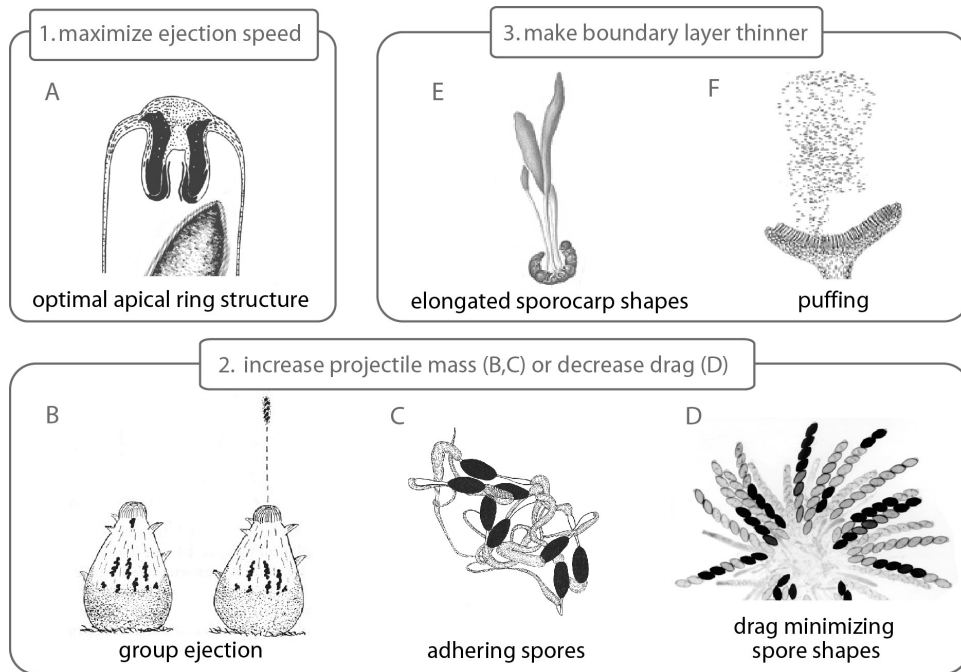 1. maximize ejection speed
3. make boundary layer thinner
A
E
F
optimal apical ring structure
elongated sporocarp shapes
puffing
2. increase projectile mass (B,C) or decrease drag (D)
B
C
D
group ejection
adhering spores
drag minimizing
spore shapes